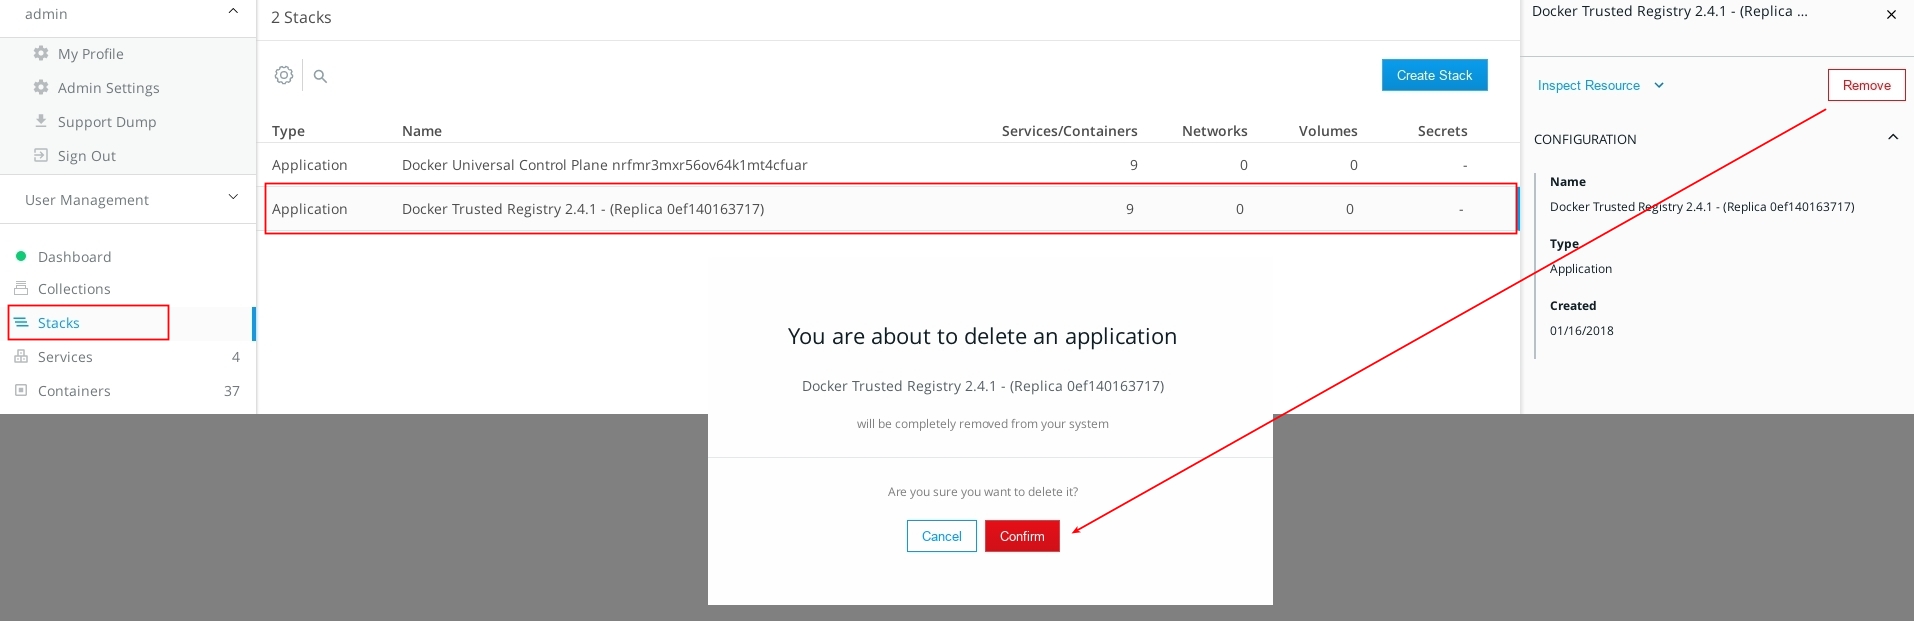 admin
My Profile
Admin Settings
Support Dump
Sign Out
User Management
Dashboard
Collections
Stacks
Services 4
Containers 37
2 Stacks
Create Stack
Type Name Services/Containers Networks Volumes Secrets
Application Docker Universal Control Plane nrfmr3mxr56ov64k1mt4cfuar 9 0 0 -
Application Docker Trusted Registry 2.4.1 - (Replica 0ef140163717) 9 0 0 -
You are about to delete an application
Docker Trusted Registry 2.4.1 - (Replica 0ef140163717)
will be completely removed from your system
Are you sure you want to delete it?
Cancel Confirm
Docker Trusted Registry 2.4.1 - (Replica ...
Inspect Resource Remove
CONFIGURATION
Name
Docker Trusted Registry 2.4.1 - (Replica 0ef140163717)
Type
Application
Created
01/16/2018